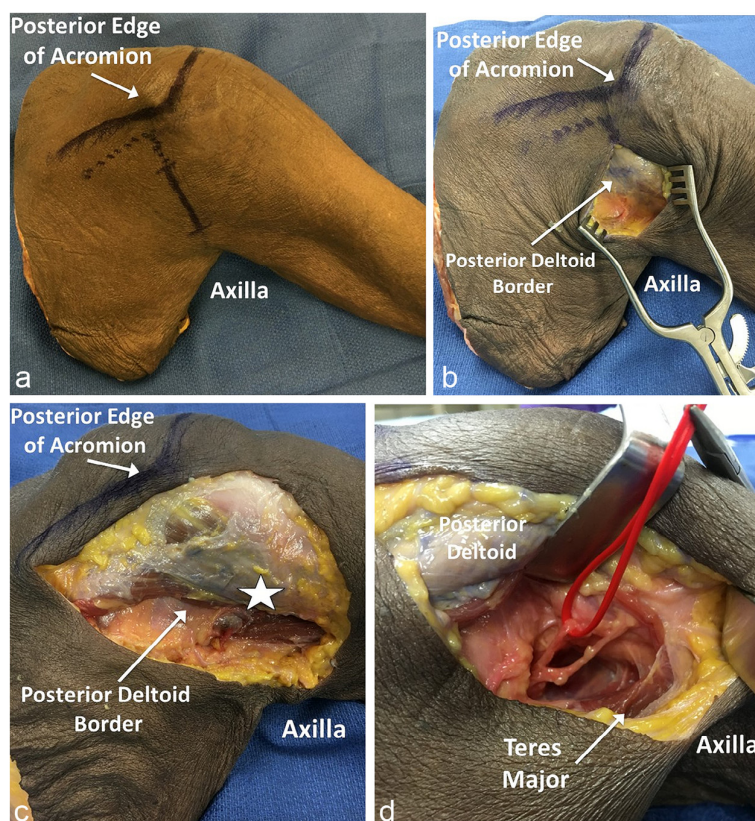 Posterior Edge
of Acromion
Axilla
a
Posterior Edge
of Acromion
Posterior Deltoid
Border
Axilla
b
Posterior Edge
of Acromion
Posterior Deltoid
Border
Axilla
c
Posterior
Deltoid
Teres
Major
Axilla
d